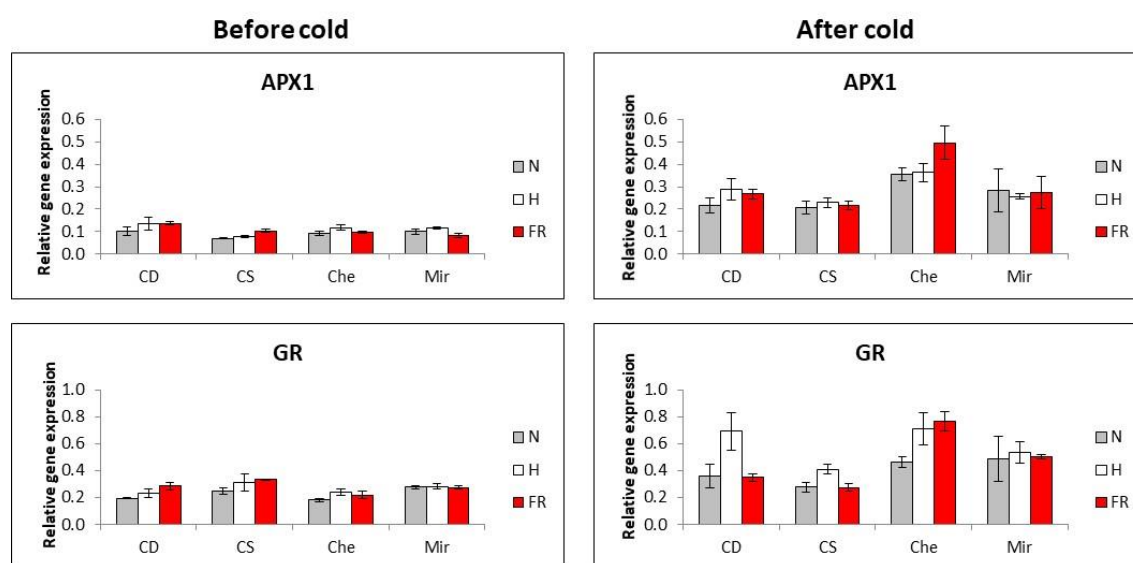 Before cold
After cold
APX1
Relative gene expression
0.6
0.5
0.4
0.3
0.2
0.1
0.0
CD CS Che Mir
N
H
FR
APX1
Relative gene expression
0.6
0.5
0.4
0.3
0.2
0.1
0.0
CD CS Che Mir
N
H
FR
GR
Relative gene expression
1.0
0.8
0.6
0.4
0.2
0.0
CD CS Che Mir
N
H
FR
GR
Relative gene expression
1.0
0.8
0.6
0.4
0.2
0.0
CD CS Che Mir
N
H
FR